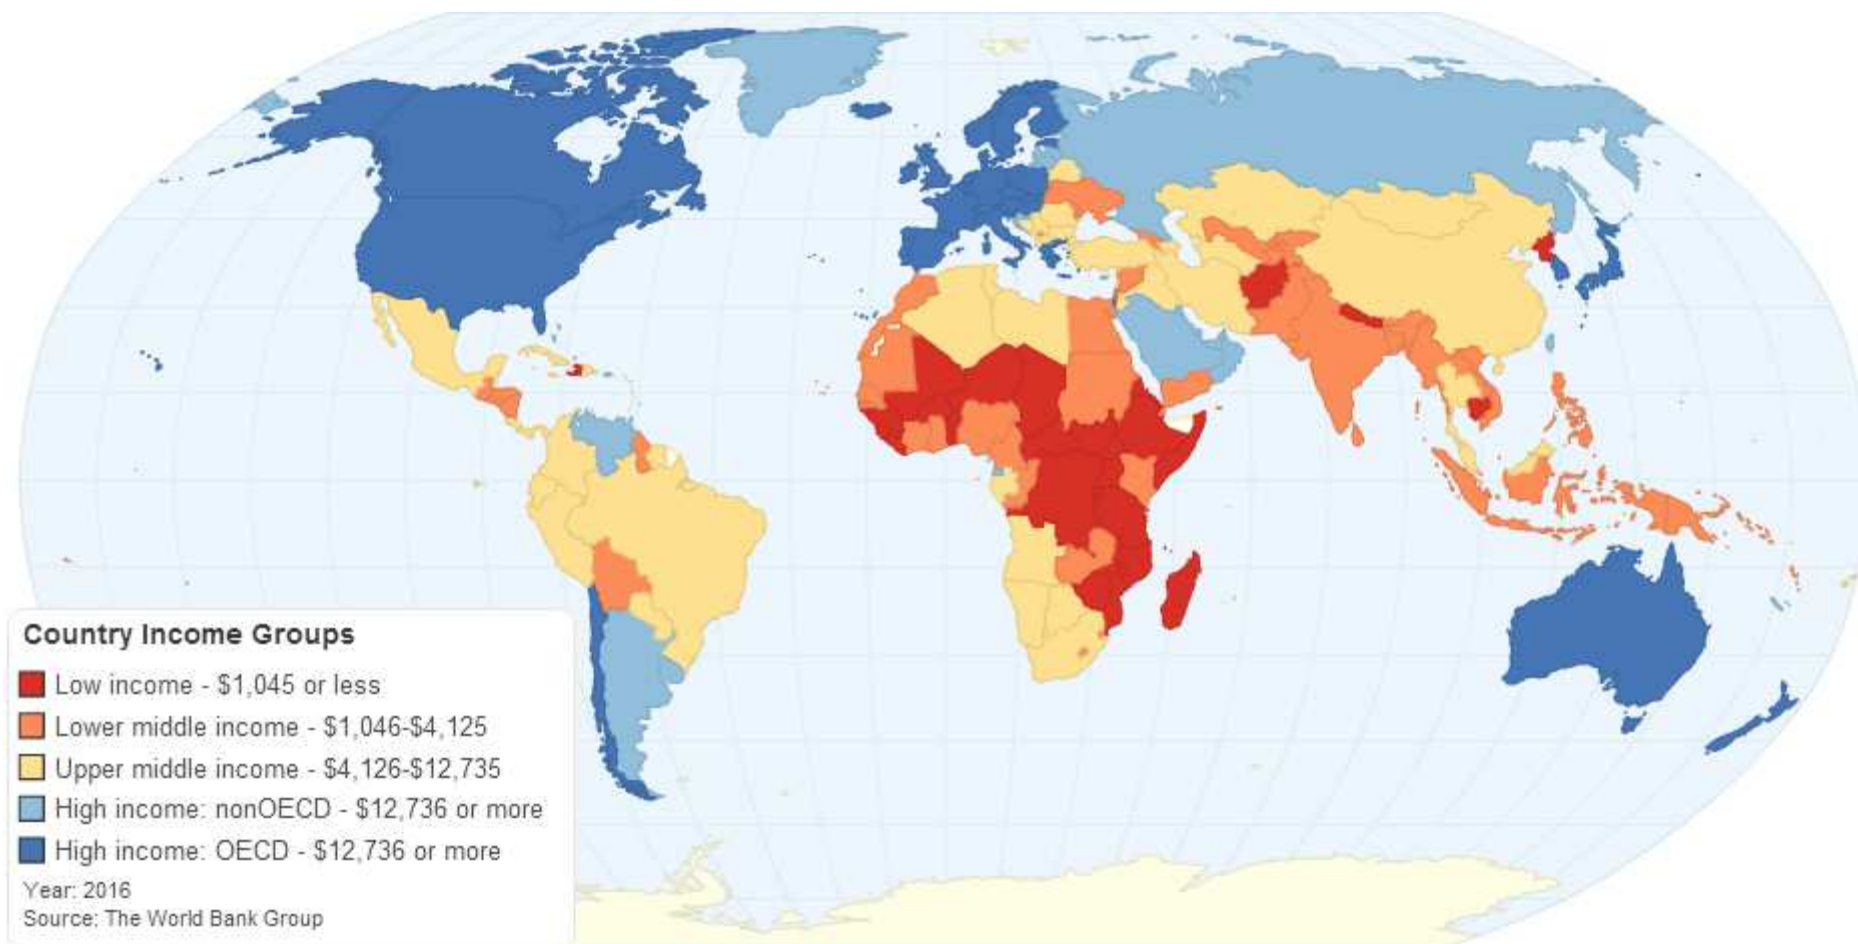 Country Income Groups
Low income - $1,045 or less
Lower middle income - $1,046-$4,125
Upper middle income - $4,126-$12,735
High income: nonOECD - $12,736 or more
High income: OECD - $12,736 or more
Year: 2016
Source: The World Bank Group